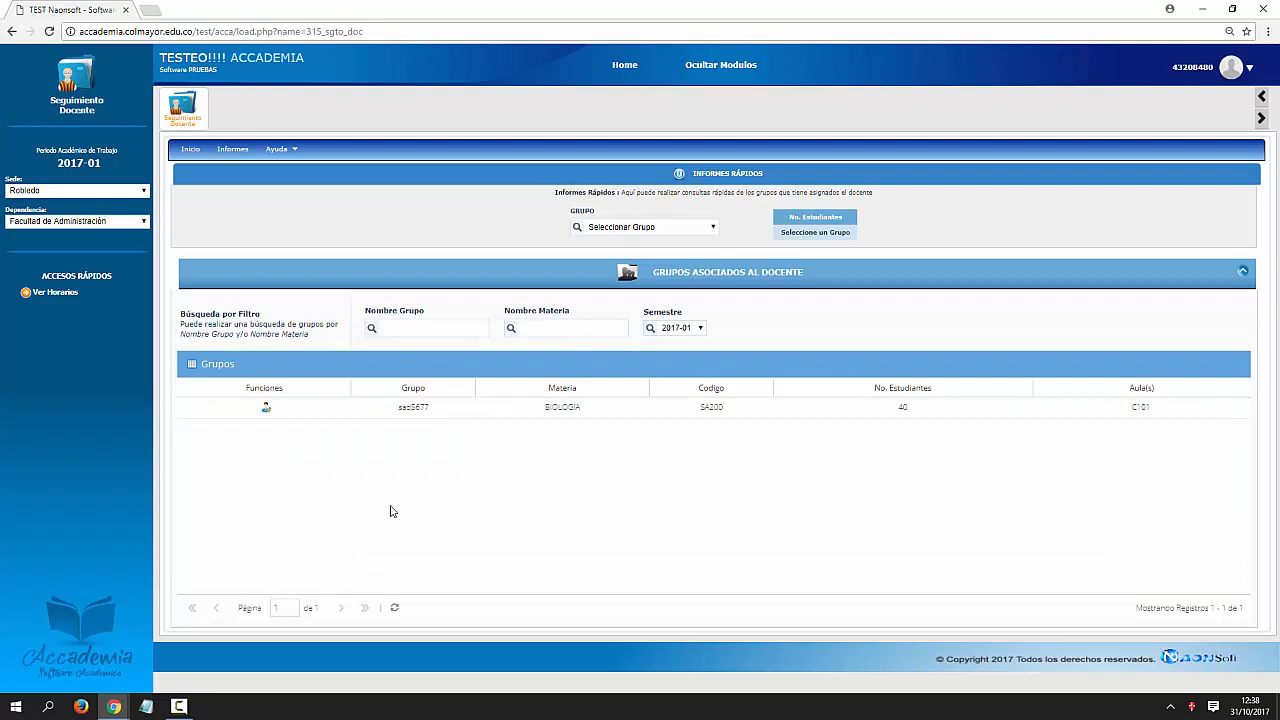 TEST Naonsoft - Softwar
accademia.colmayor.edu.co/test/acca/load.php?name=315_sgto_doc
Seguimiento
Docente
Periodo Académico de Trabajo
2017-01
Sede:
Robledo
Dependencia:
Facultad de Administración
ACCESOS RÁPIDOS
Ver Horarios
Accademia
Software Academico
TESTEO!!!! ACCADEMIA
Software PRUEBAS
Home
Ocultar Modulos
43208480
Seguimiento
Docente
Inicio
Informes
Ayuda
INFORMES RÁPIDOS
Informes Rápidos : Aquí puede realizar consultas rápidas de los grupos que tiene asignados el docente
GRUPO
Seleccionar Grupo
No. Estudiantes
Seleccione un Grupo
GRUPOS ASOCIADOS AL DOCENTE
Búsqueda por Filtro
Puede realizar una búsqueda de grupos por
Nombre Grupo y/o Nombre Materia
Nombre Grupo
Nombre Materia
Semestre
2017-01
Grupos
Funciones Grupo Materia Codigo No. Estudiantes Aula(s)
sad5677 BIOLOGIA SA200 40 C101
Página 1 de 1
Mostrando Registros 1 - 1 de 1
© Copyright 2017 Todos los derechos reservados. NAONSoft
12:38
31/10/2017